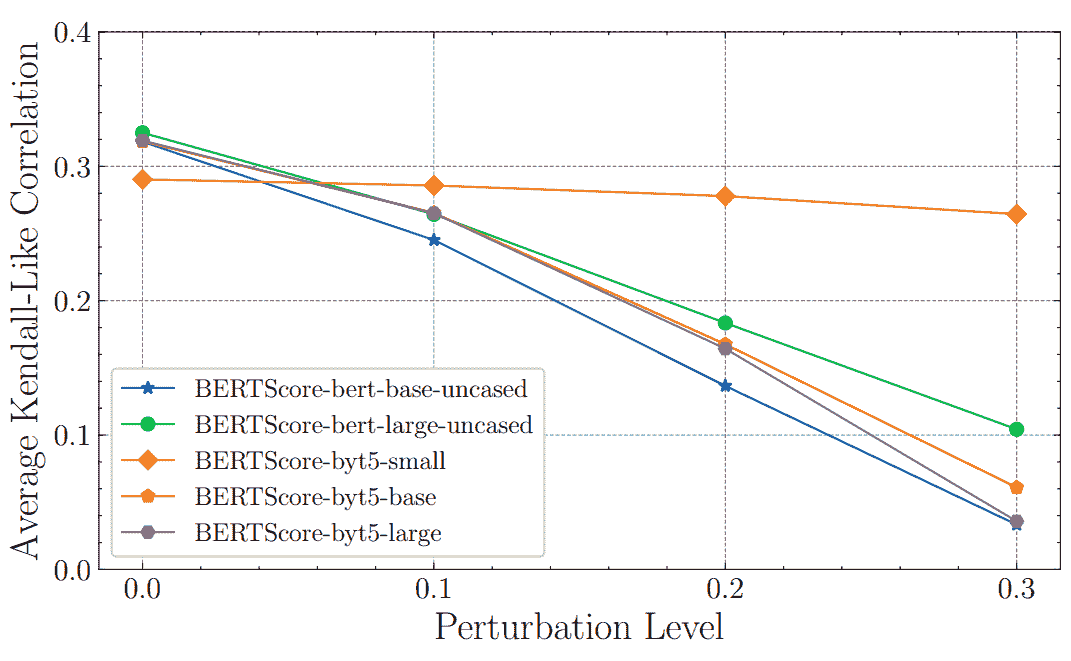 Average Kendall-Like Correlation
0.4
0.3
0.2
0.1
0.0
BERTScore-bert-base-uncased
BERTScore-bert-large-uncased
BERTScore-byt5-small
BERTScore-byt5-base
BERTScore-byt5-large
0.0 0.1 0.2 0.3
Perturbation Level